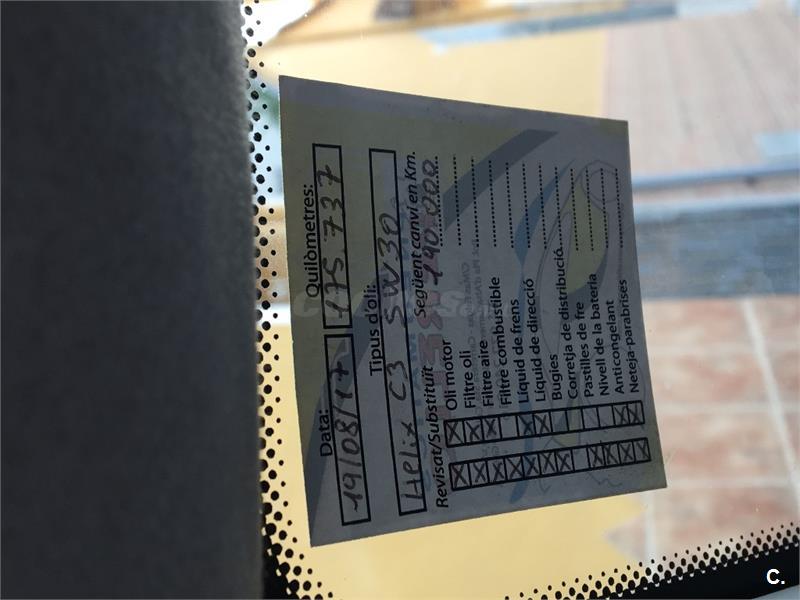 Data: Quilòmetres:
19/08/17 175.737
Tipus d'oli:
Helix C3 5W30
Revisat/Substituït Següent canvi en Km.
Oli motor 190.000
Filtre oli
Filtre aire
Filtre combustible
Líquid de frens
Líquid de direcció
Bugies
Corretja de distribució
Pastilles de fre
Nivell de la bateria
Anticongelant
Neteja-parabrises
C.